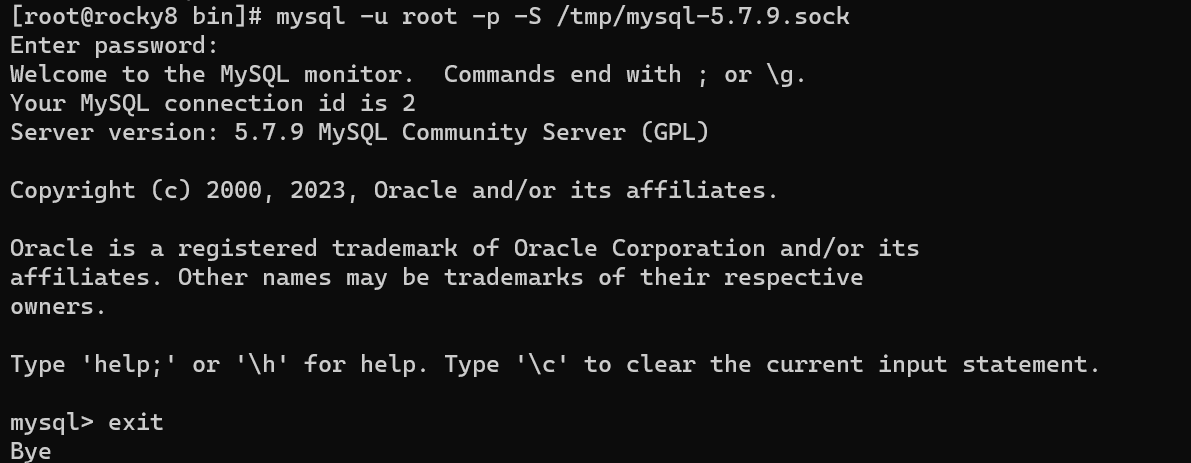 [root@rocky8 bin]# mysql -u root -p -S /tmp/mysql-5.7.9.sock
Enter password:
Welcome to the MySQL monitor.  Commands end with ; or \g.
Your MySQL connection id is 2
Server version: 5.7.9 MySQL Community Server (GPL)

Copyright (c) 2000, 2023, Oracle and/or its affiliates.

Oracle is a registered trademark of Oracle Corporation and/or its
affiliates. Other names may be trademarks of their respective
owners.

Type 'help;' or '\h' for help. Type '\c' to clear the current input statement.

mysql> exit
Bye